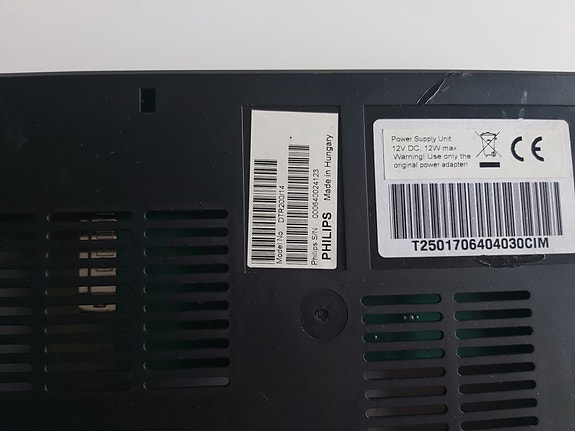 Model No. DTR200/14
Philips S/N 000640024123
PHILIPS Made in Hungary
Power Supply Unit
12V DC, 12W max.
Warning! Use only the
original power adapter!
CE
T2501706404030CIM